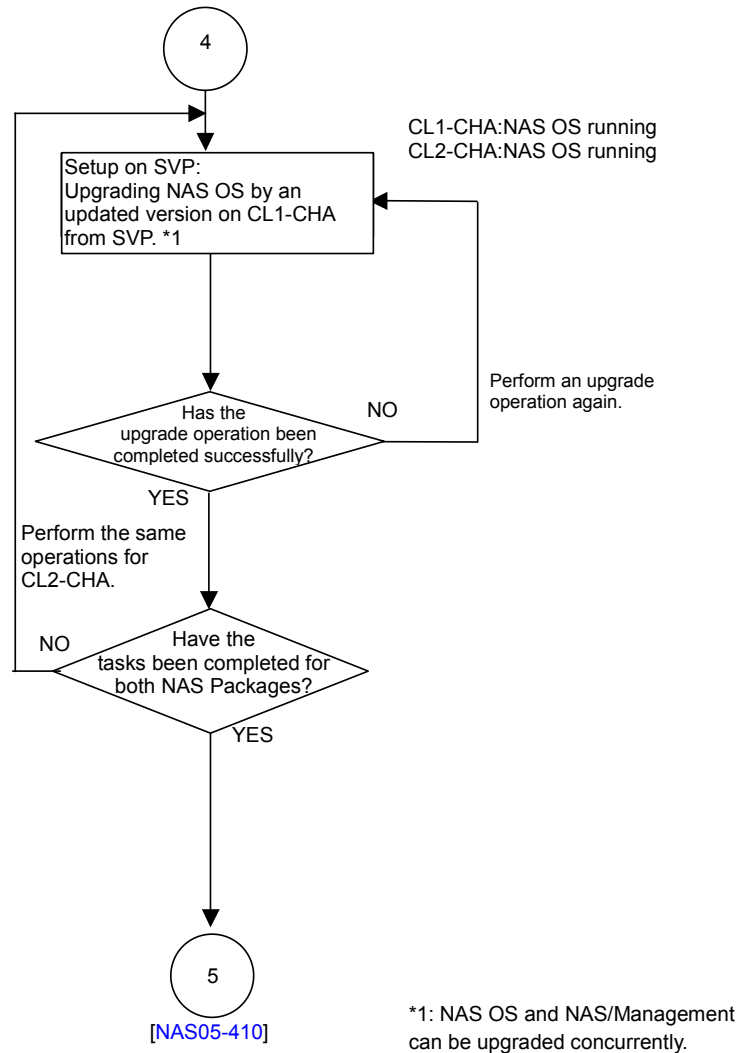 4
CL1-CHA:NAS OS running
CL2-CHA:NAS OS running
Setup on SVP:
Upgrading NAS OS by an
updated version on CL1-CHA
from SVP. *1
Perform an upgrade
operation again.
Has the
upgrade operation been
completed successfully?
NO
YES
Perform the same
operations for
CL2-CHA.
NO
Have the
tasks been completed for
both NAS Packages?
YES
5
[NAS05-410]
*1: NAS OS and NAS/Management
can be upgraded concurrently.